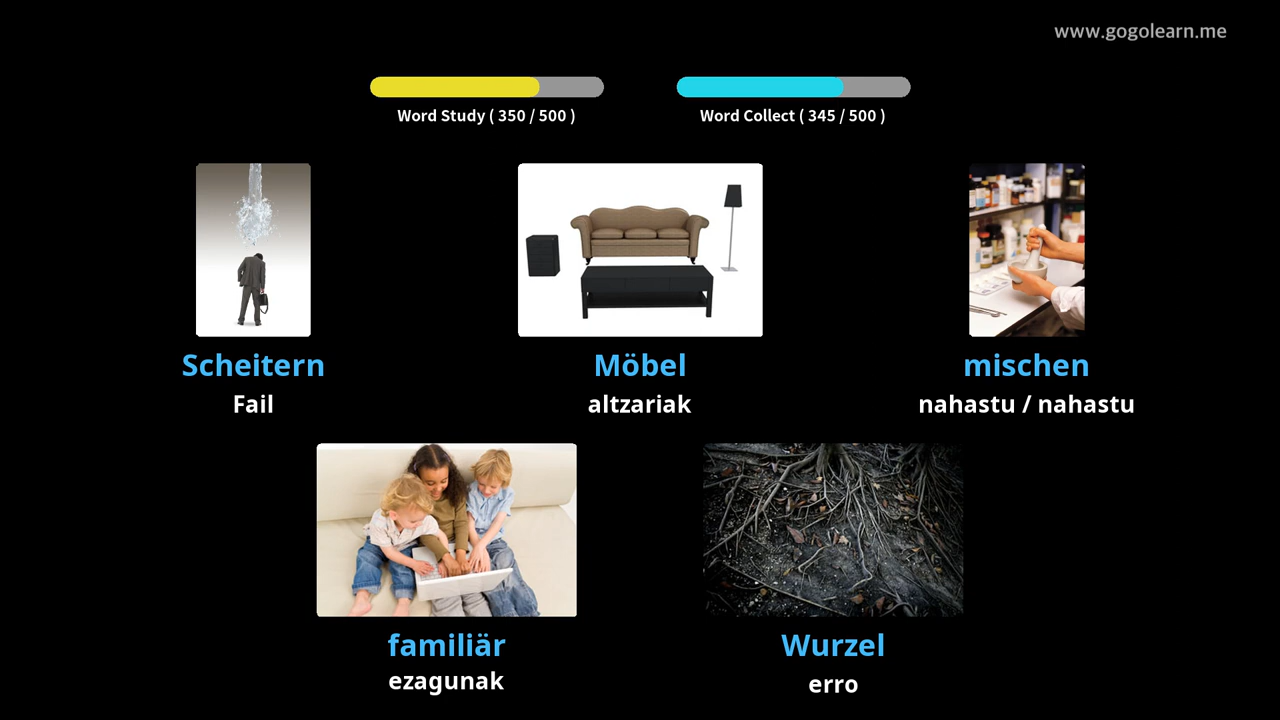 www.gogolearn.me
Word Study ( 350 / 500 )
Word Collect ( 345 / 500 )
Scheitern
Fail
Möbel
altzariak
mischen
nahastu / nahastu
familiär
ezagunak
Wurzel
erro